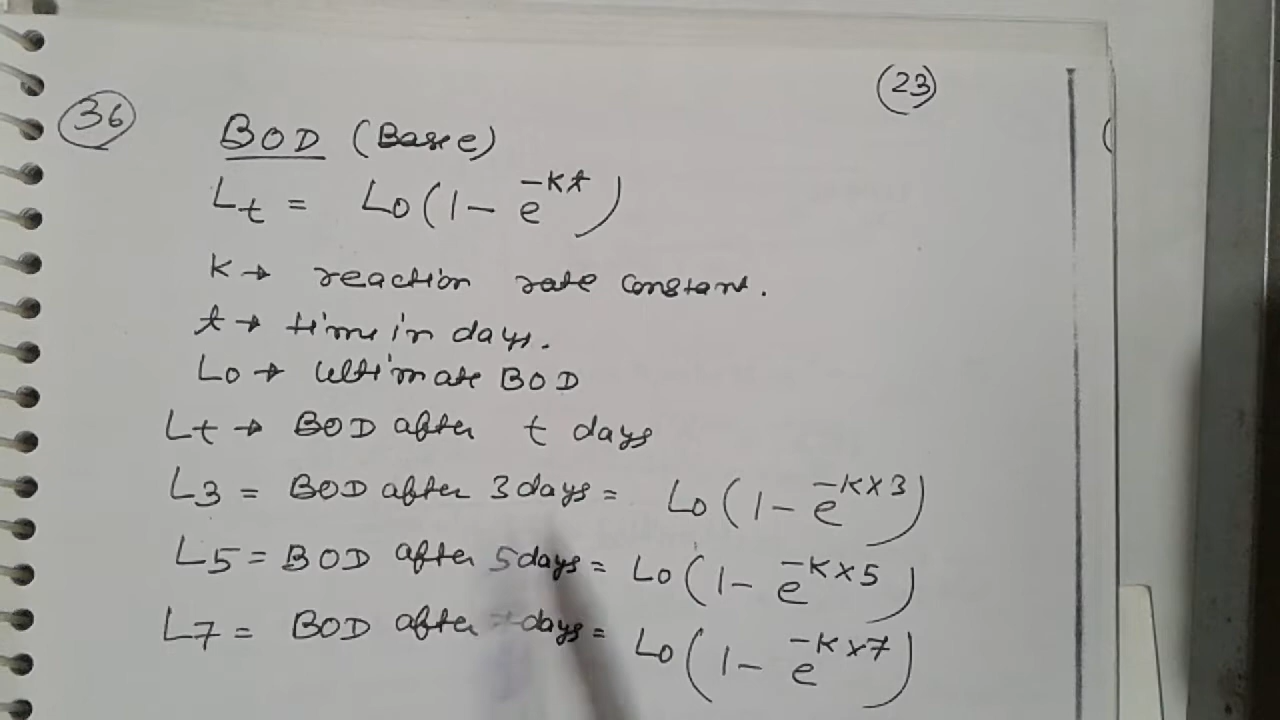 (23)
(36)
BOD (Base e)
Lt = Lo(1- e^-Kt)
K → reaction rate constant.
t → time in days.
Lo → Ultimate BOD
Lt → BOD after t days
L3 = BOD after 3 days = Lo(1- e^-K×3)
L5 = BOD after 5 days = Lo(1- e^-K×5)
L7 = BOD after days = Lo(1- e^-K×7)